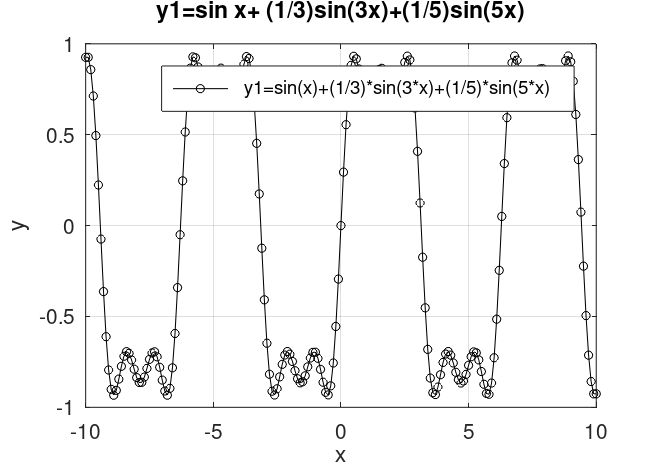 y1=sin x+ (1/3)sin(3x)+(1/5)sin(5x)
1
y1=sin(x)+(1/3)*sin(3*x)+(1/5)*sin(5*x)
0.5
0
y
-0.5
-1
-10 -5 0 5 10
x